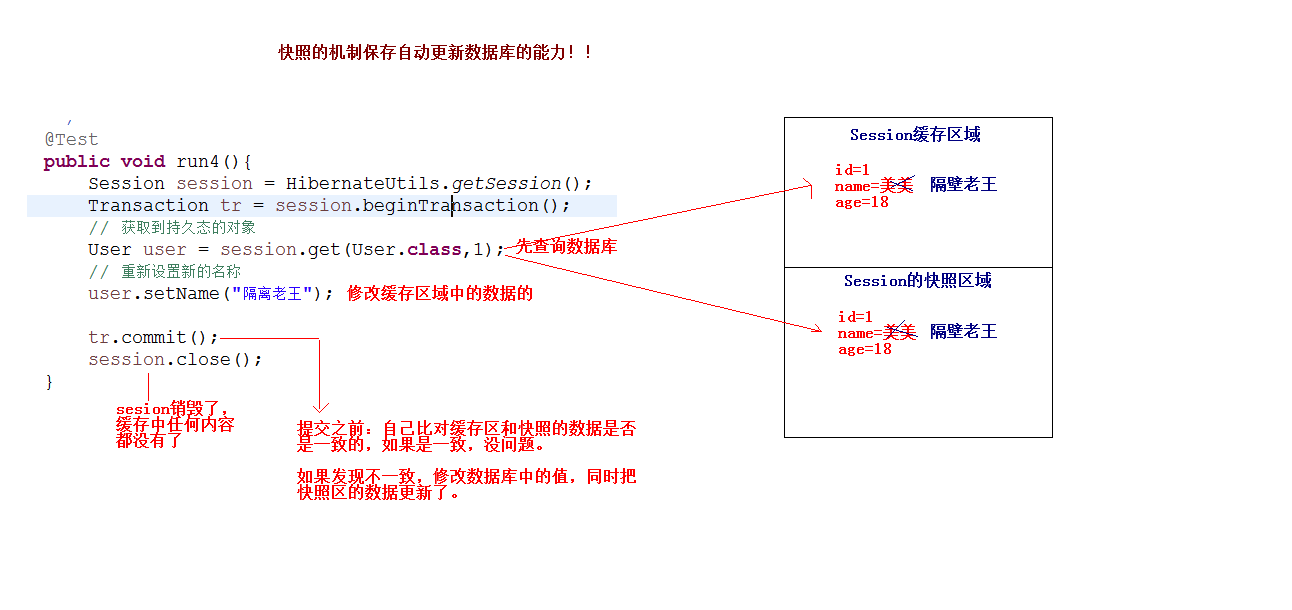 快照的机制保存自动更新数据库的能力！！
@Test
public void run4(){
Session session = HibernateUtils.getSession();
Transaction tr = session.beginTransaction();
// 获取到持久态的对象
User user = session.get(User.class,1);
先查询数据库
// 重新设置新的名称
user.setName("隔离老王");
修改缓存区域中的数据的
tr.commit();
session.close();
}
sesion销毁了，
缓存中任何内容
都没有了
提交之前：自己比对缓存区和快照的数据是否
是一致的，如果是一致，没问题。
如果发现不一致，修改数据库中的值，同时把
快照区的数据更新了。
Session缓存区域
id=1
name=美美 隔壁老王
age=18
Session的快照区域
id=1
name=美美 隔壁老王
age=18